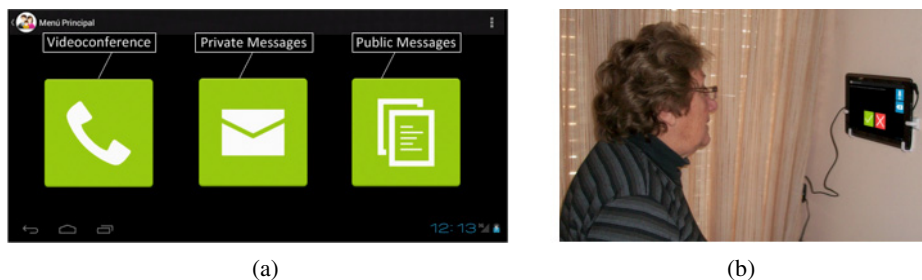 Menú Principal
Videoconference
Private Messages
Public Messages
12:13
(a)
(b)